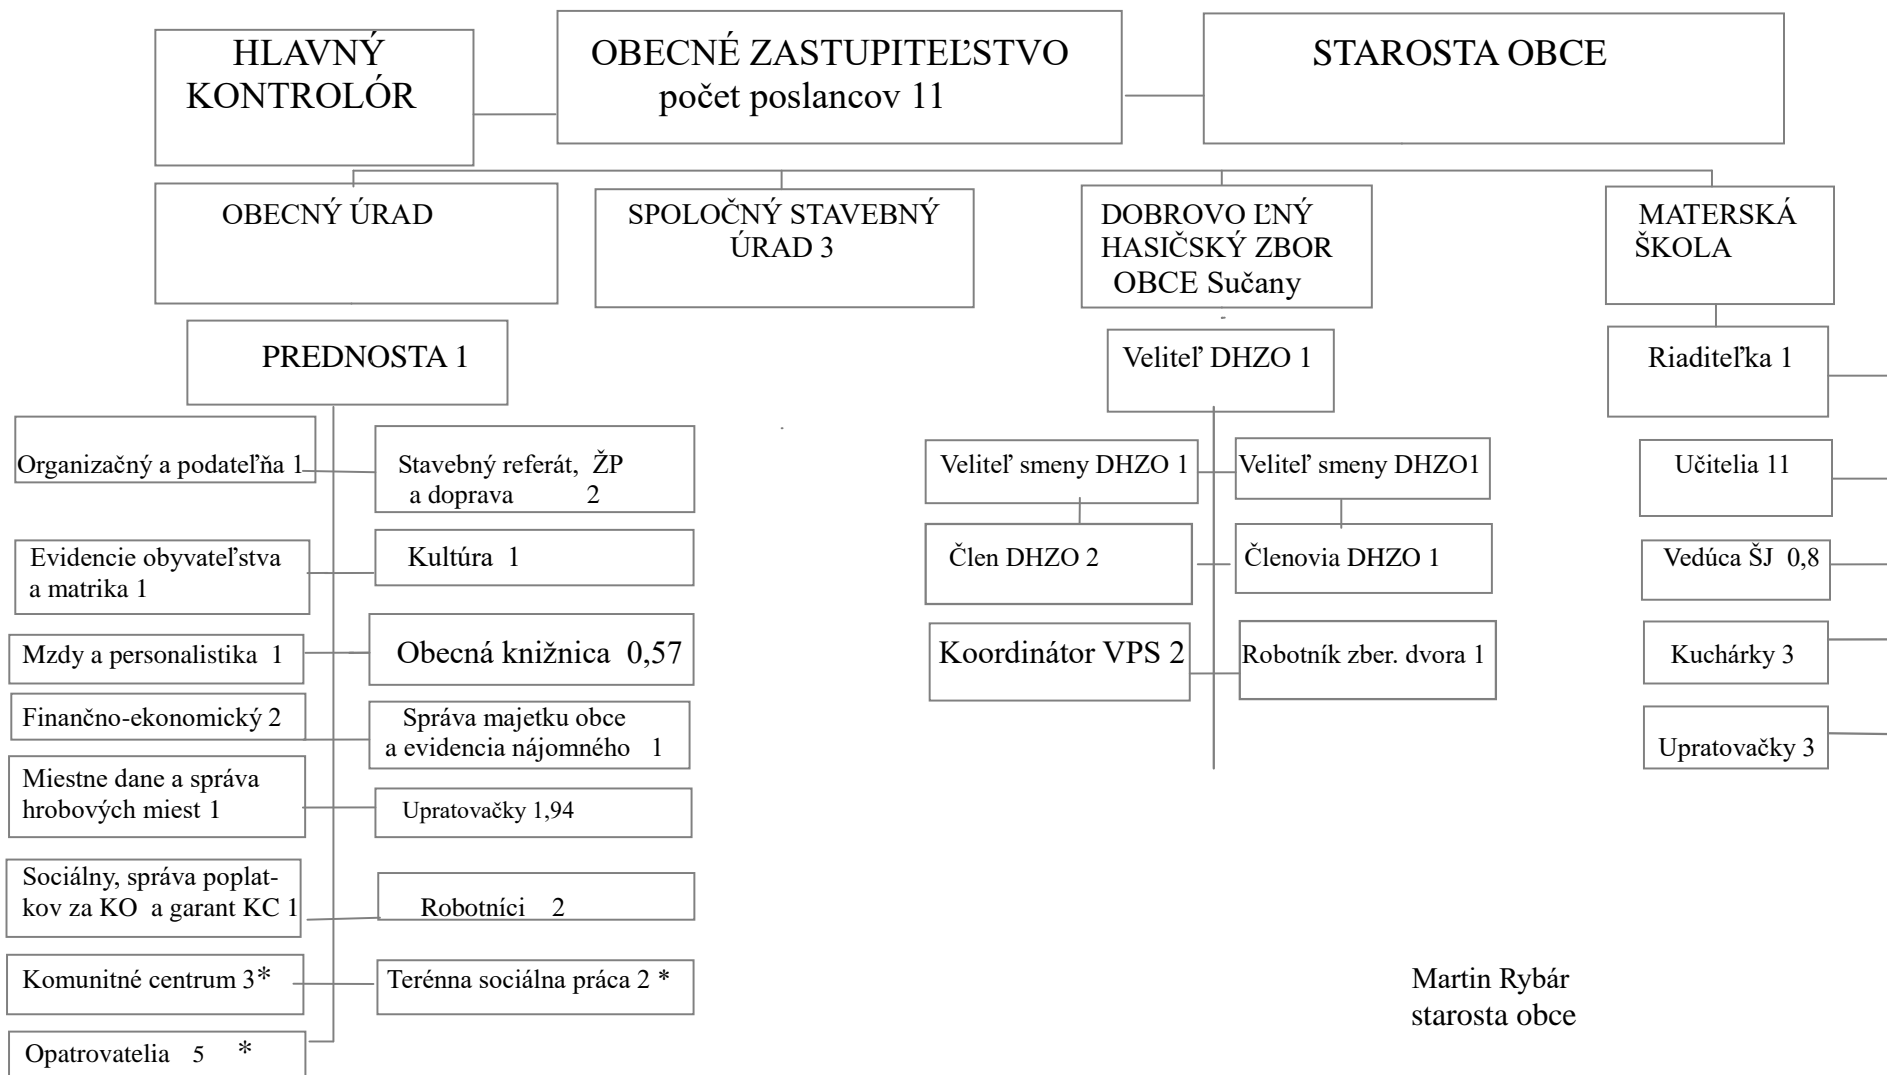 HLAVNÝ
KONTROLÓR
OBECNÉ ZASTUPITEĽSTVO
počet poslancov 11
STAROSTA OBCE
OBECNÝ ÚRAD
SPOLOČNÝ STAVEBNÝ
ÚRAD 3
DOBROVO ĽNÝ
HASIČSKÝ ZBOR
OBCE Sučany
MATERSKÁ
ŠKOLA
PREDNOSTA 1
Veliteľ DHZO 1
Riaditeľka 1
Organizačný a podateľňa 1
Stavebný referát, ŽP
a doprava 2
Veliteľ smeny DHZO 1
Veliteľ smeny DHZO1
Učitelia 11
Evidencie obyvateľstva
a matrika 1
Kultúra 1
Člen DHZO 2
Členovia DHZO 1
Vedúca ŠJ 0,8
Mzdy a personalistika 1
Obecná knižnica 0,57
Koordinátor VPS 2
Robotník zber. dvora 1
Kuchárky 3
Finančno-ekonomický 2
Správa majetku obce
a evidencia nájomného 1
Upratovačky 3
Miestne dane a správa
hrobových miest 1
Upratovačky 1,94
Sociálny, správa poplat-
kov za KO a garant KC 1
Robotníci 2
Komunitné centrum 3*
Terénna sociálna práca 2 *
Opatrovatelia 5 *
Martin Rybár
starosta obce